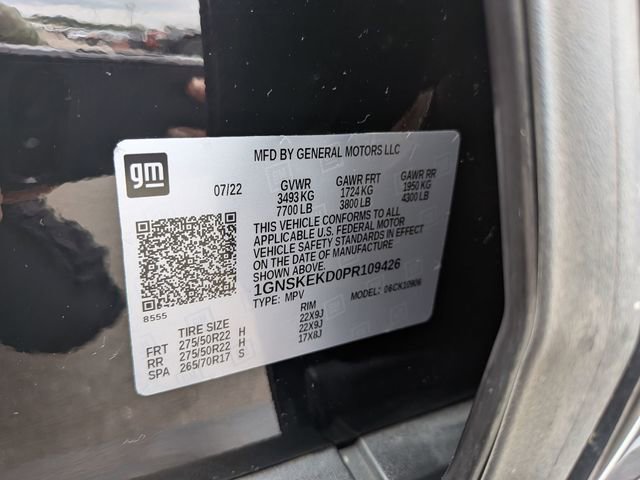 gm
MFD BY GENERAL MOTORS LLC
07/22 GVWR GAWR FRT GAWR RR
3493 KG 1724 KG 1950 KG
7700 LB 3800 LB 4300 LB
THIS VEHICLE CONFORMS TO ALL
APPLICABLE U.S. FEDERAL MOTOR
VEHICLE SAFETY STANDARDS IN EFFECT
ON THE DATE OF MANUFACTURE
SHOWN ABOVE.
1GNSKEKD0PR109426
TYPE: MPV MODEL: 06CK10906
8555
TIRE SIZE RIM
FRT 275/50R22 H 22X9J
RR 275/50R22 H 22X9J
SPA 265/70R17 S 17X8J